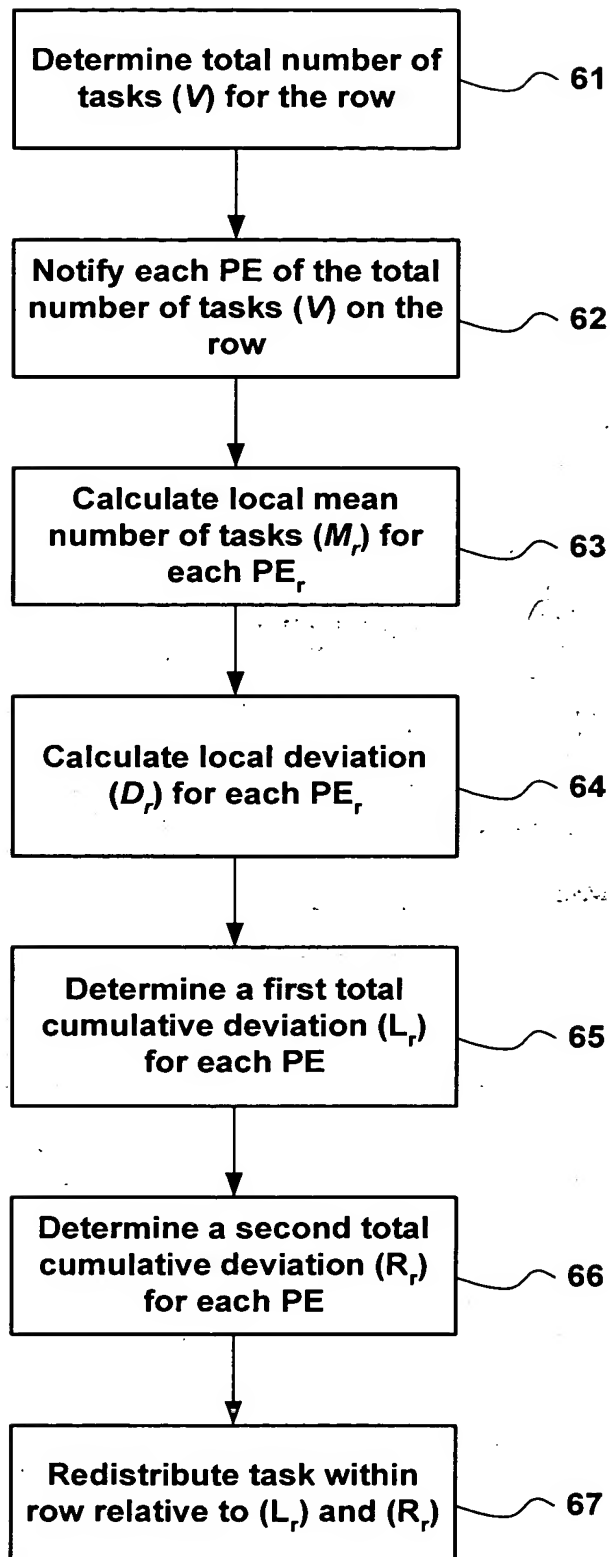 Determine total number of
tasks (V) for the row
61
Notify each PE of the total
number of tasks (V) on the
row
62
Calculate local mean
number of tasks (Mr) for
each PEr
63
Calculate local deviation
(Dr) for each PEr
64
Determine a first total
cumulative deviation (Lr)
for each PE
65
Determine a second total
cumulative deviation (Rr)
for each PE
66
Redistribute task within
row relative to (Lr) and (Rr)
67